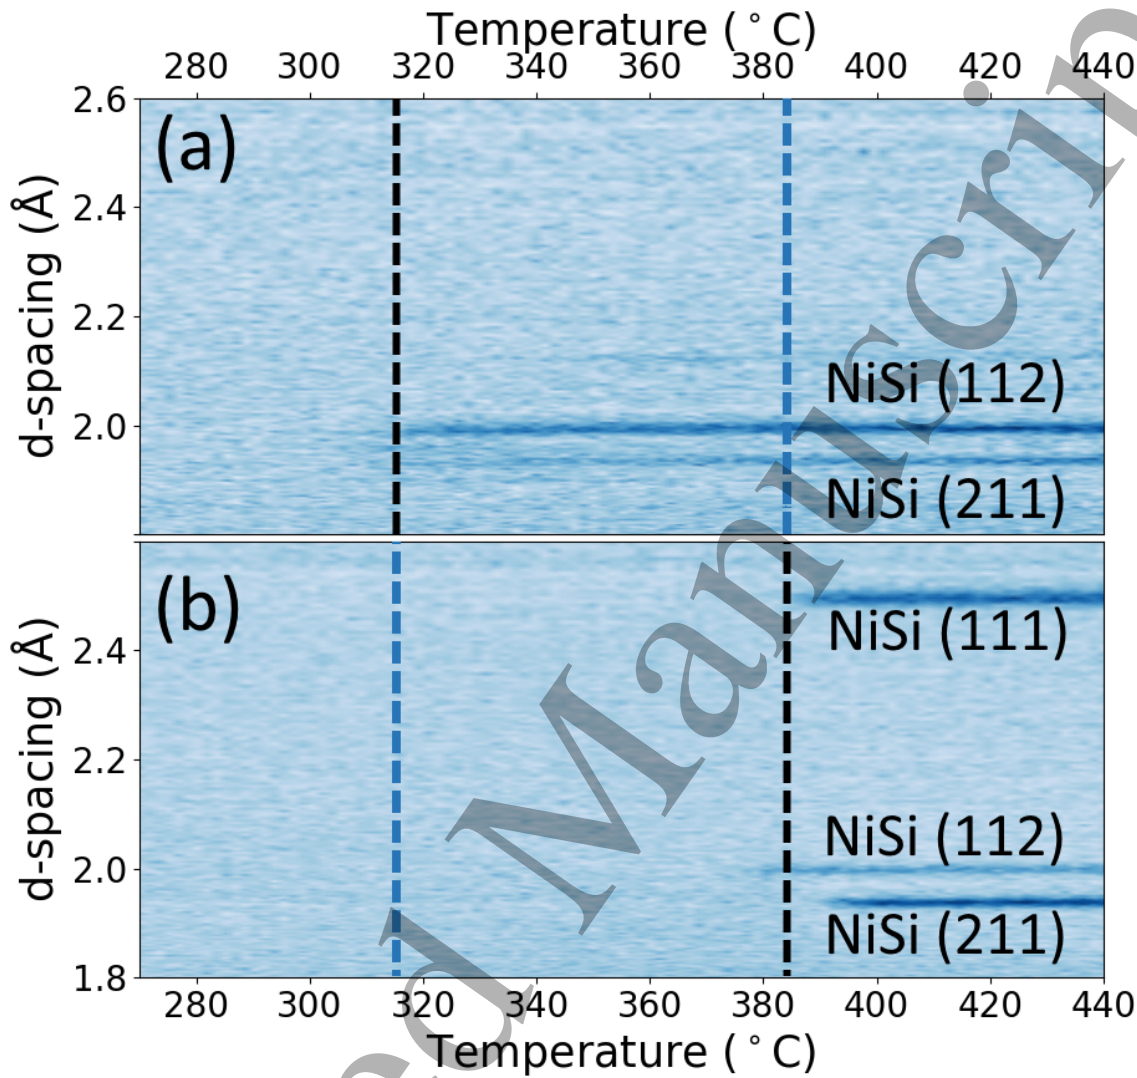 Temperature (°C)
280 300 320 340 360 380 400 420 440
(a)
d-spacing (Å)
2.6
2.4
2.2
2.0
NiSi (112)
NiSi (211)
(b)
d-spacing (Å)
2.4
2.2
2.0
1.8
NiSi (111)
NiSi (112)
NiSi (211)
280 300 320 340 360 380 400 420 440
Temperature (°C)
ed Manuscrip